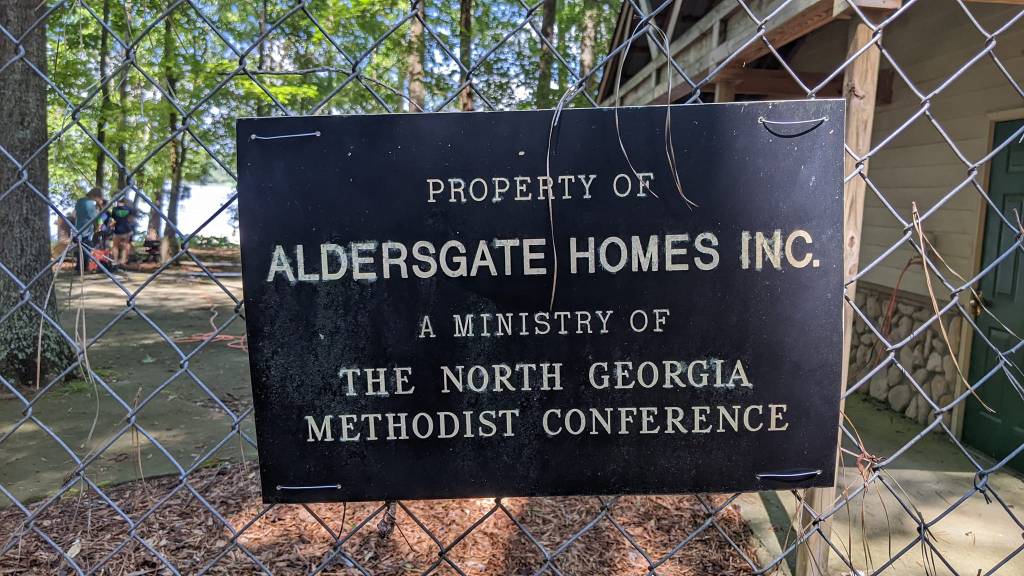 PROPERTY OF
ALDERSGATE HOMES INC.
A MINISTRY OF
THE NORTH GEORGIA
METHODIST CONFERENCE